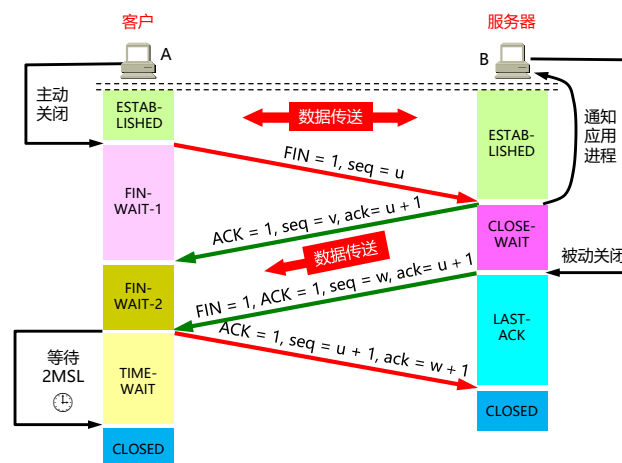 客户
服务器
A
B
主动
关闭
ESTAB-
LISHED
数据传送
ESTAB-
LISHED
通知
应用
进程
FIN = 1, seq = u
FIN-
WAIT-1
ACK = 1, seq = v, ack= u + 1
CLOSE-
WAIT
数据传送
被动关闭
FIN-
WAIT-2
FIN = 1, ACK = 1, seq = w, ack= u + 1
LAST-
ACK
ACK = 1, seq = u + 1, ack = w + 1
等待
2MSL
TIME-
WAIT
CLOSED
CLOSED